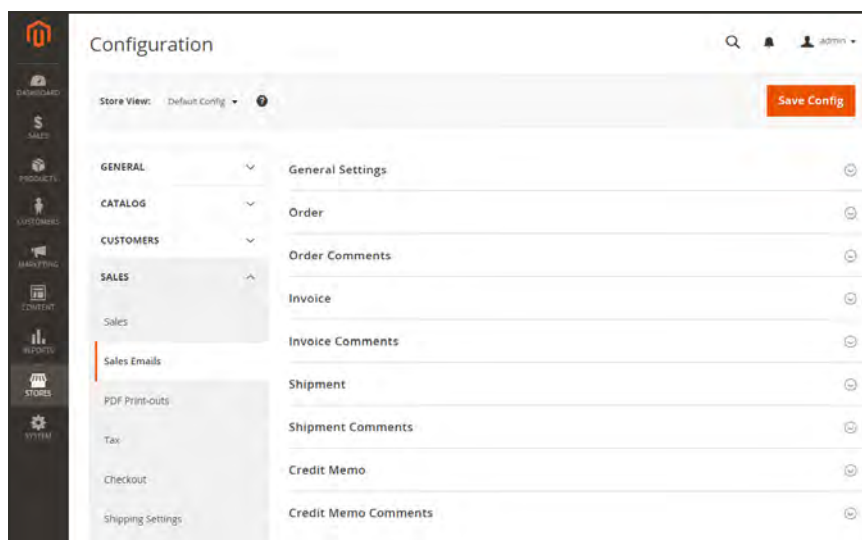 Configuration
admin
Store View: Default Config
?
Save Config
DASHBOARD
$
SALES
PRODUCTS
CUSTOMERS
MARKETING
CONTENT
REPORTS
STORES
SYSTEM
GENERAL
CATALOG
CUSTOMERS
SALES
Sales
Sales Emails
PDF Print-outs
Tax
Checkout
Shipping Settings
General Settings
Order
Order Comments
Invoice
Invoice Comments
Shipment
Shipment Comments
Credit Memo
Credit Memo Comments